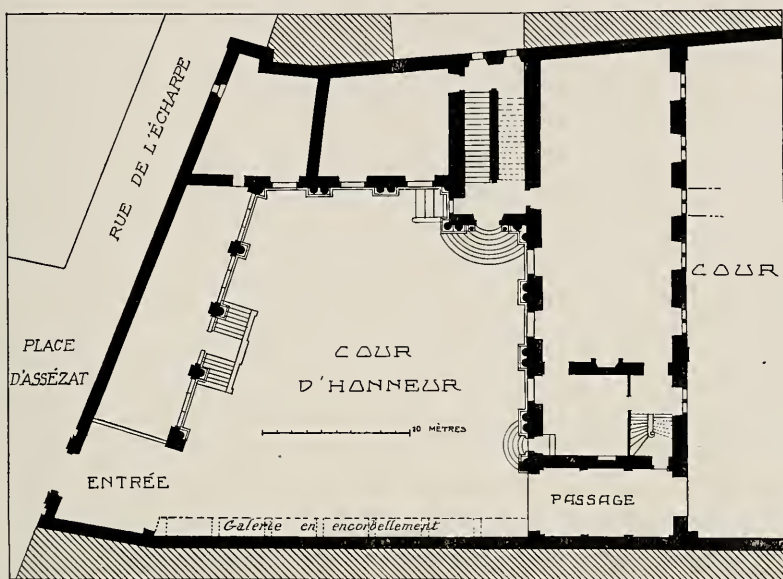 RUE DE L'ÉCHARPE
PLACE
D'ASSÉZAT
COUR
D'HONNEUR
10 MÈTRES
COUR
ENTRÉE
Galerie en encorbellement
PASSAGE